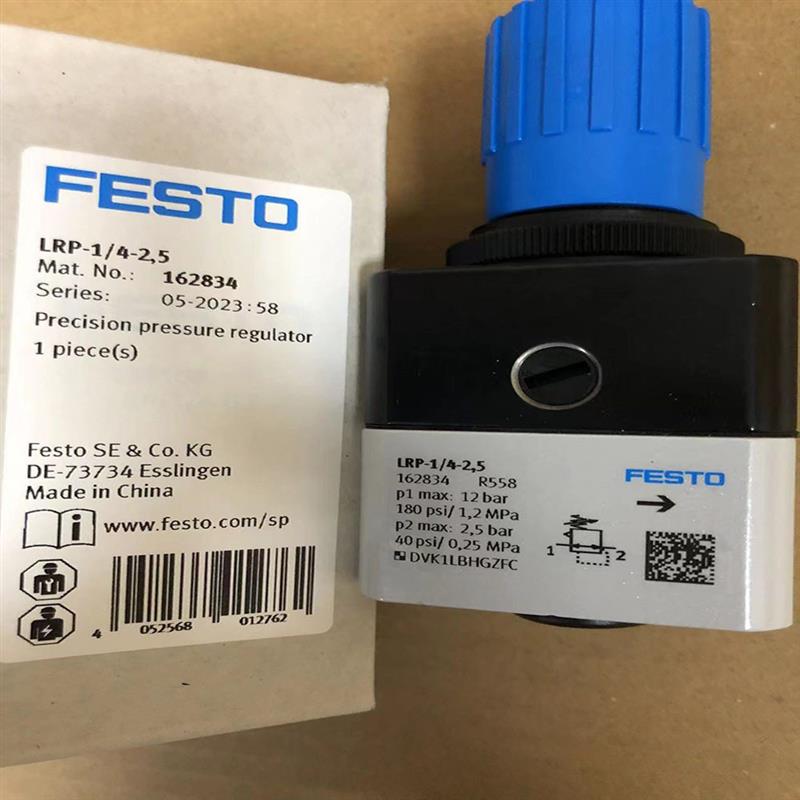 FESTO
LRP-1/4-2,5
Mat. No.: 162834
Series: 05-2023:58
Precision pressure regulator
1 piece(s)
Festo SE & Co. KG
DE-73734 Esslingen
Made in China
i www.festo.com/sp
4 052568 012762
LRP-1/4-2,5
162834 R558
p1 max: 12 bar
180 psi/ 1,2 MPa
p2 max: 2,5 bar
40 psi/ 0,25 MPa
DVK1LBHGZFC
FESTO
1 2